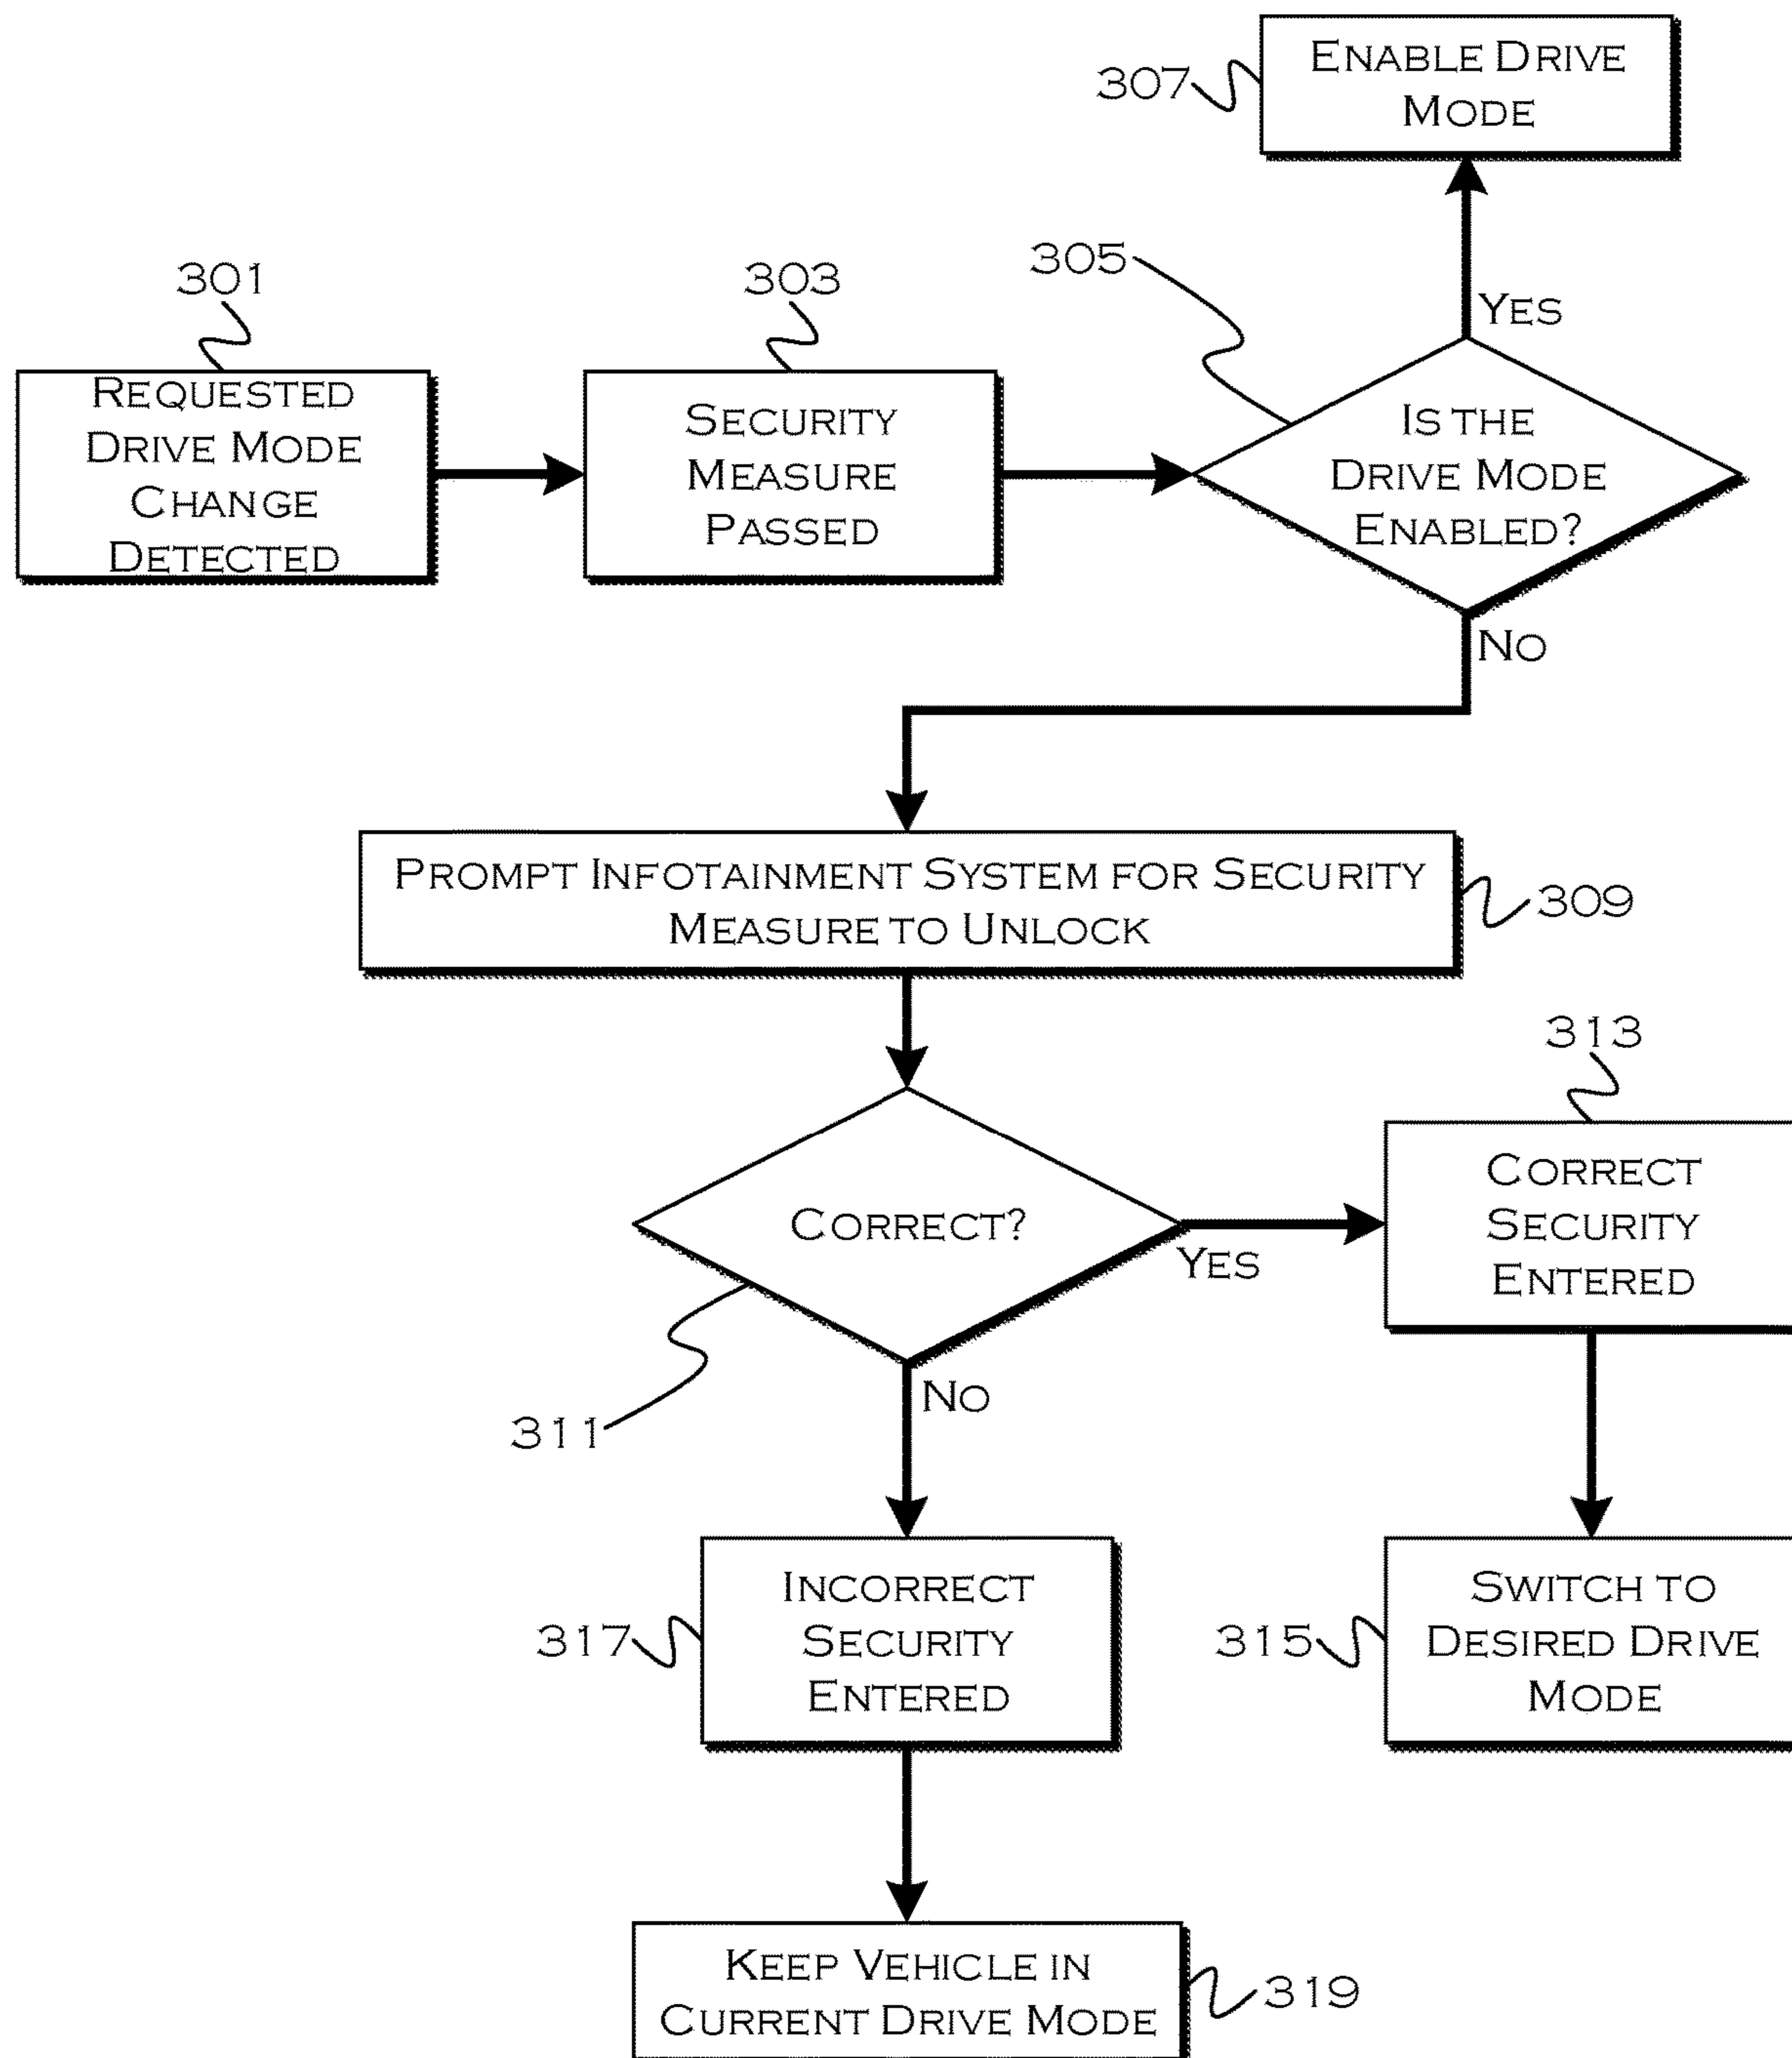 ENABLE DRIVE
MODE
307
301
303
305
YES
REQUESTED
DRIVE MODE
CHANGE
DETECTED
SECURITY
MEASURE
PASSED
IS THE
DRIVE MODE
ENABLED?
NO
PROMPT INFOTAINMENT SYSTEM FOR SECURITY
MEASURE TO UNLOCK
309
313
CORRECT?
YES
CORRECT
SECURITY
ENTERED
311
NO
INCORRECT
SECURITY
ENTERED
317
315
SWITCH TO
DESIRED DRIVE
MODE
KEEP VEHICLE IN
CURRENT DRIVE MODE
319